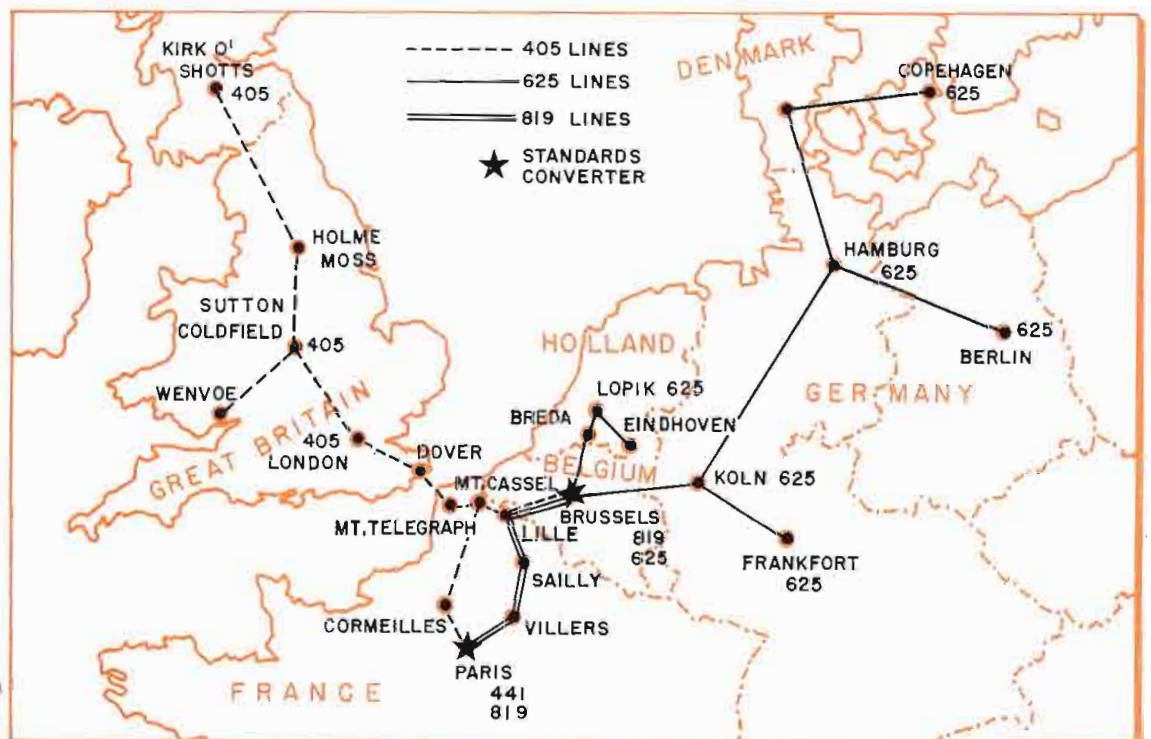 KIRK O'
SHOTTS
405
405 LINES
625 LINES
819 LINES
STANDARDS
CONVERTER
DENMARK
COPEHAGEN
625
HOLME
MOSS
HAMBURG
625
SUTTON
COLDFIELD
405
625
BERLIN
HOLLAND
WENVOE
LOPIK 625
GERMANY
BREDA
EINDHOVEN
GREAT BRITAIN
405
LONDON
DOVER
BELGIUM
MT. CASSEL
KOLN 625
MT. TELEGRAPH
LILLE
BRUSSELS
819
625
FRANKFORT
625
SAILLY
CORMEILLES
VILLERS
PARIS
441
819
FRANCE